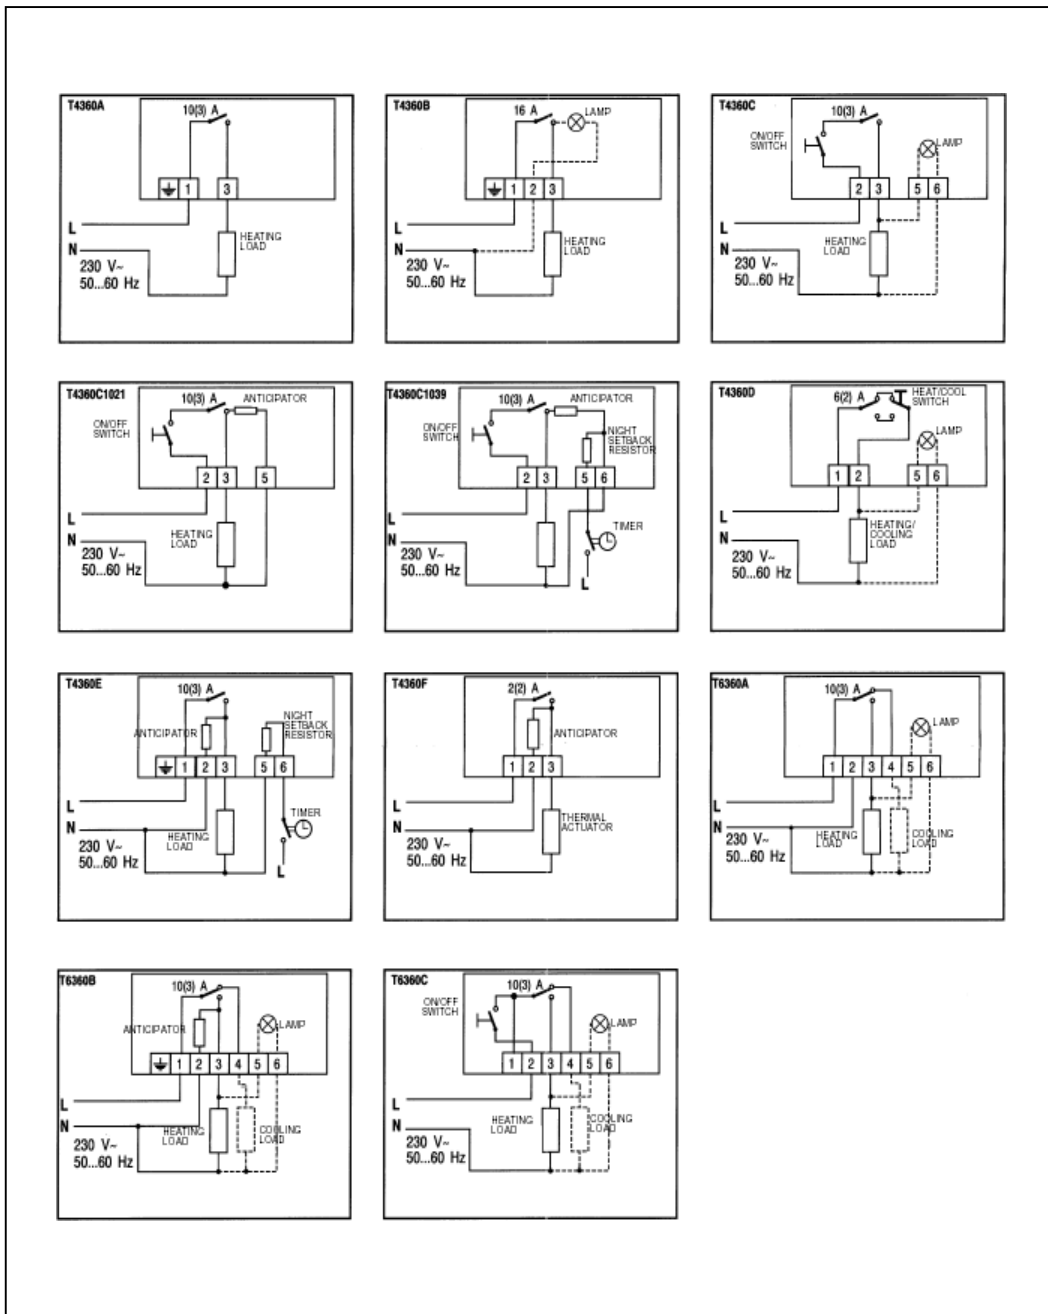 T4360A
10(3) A
1 3
L
N
HEATING
LOAD
230 V~
50...60 Hz
T4360B
16 A
LAMP
1 2 3
L
N
HEATING
LOAD
230 V~
50...60 Hz
T4360C
10(3) A
ON/OFF
SWITCH
LAMP
2 3 5 6
L
N
HEATING
LOAD
230 V~
50...60 Hz
T4360C1021
10(3) A
ANTICIPATOR
ON/OFF
SWITCH
2 3 5
L
N
HEATING
LOAD
230 V~
50...60 Hz
T4360C1039
10(3) A
ANTICIPATOR
ON/OFF
SWITCH
NIGHT
SETBACK
RESISTOR
2 3 5 6
L
N
TIMER
230 V~
50...60 Hz
L
T4360D
6(2) A
HEAT/COOL
SWITCH
LAMP
1 2 5 6
L
N
HEATING/
COOLING
LOAD
230 V~
50...60 Hz
T4360E
10(3) A
ANTICIPATOR
NIGHT
SETBACK
RESISTOR
1 2 3 5 6
L
N
TIMER
HEATING
LOAD
230 V~
50...60 Hz
L
T4360F
2(2) A
ANTICIPATOR
1 2 3
L
N
THERMAL
ACTUATOR
230 V~
50...60 Hz
T6360A
10(3) A
LAMP
1 2 3 4 5 6
L
N
HEATING
LOAD
COOLING
LOAD
230 V~
50...60 Hz
T6360B
10(3) A
ANTICIPATOR
LAMP
1 2 3 4 5 6
L
N
HEATING
LOAD
COOLING
LOAD
230 V~
50...60 Hz
T6360C
10(3) A
ON/OFF
SWITCH
LAMP
1 2 3 4 5 6
L
N
HEATING
LOAD
COOLING
LOAD
230 V~
50...60 Hz